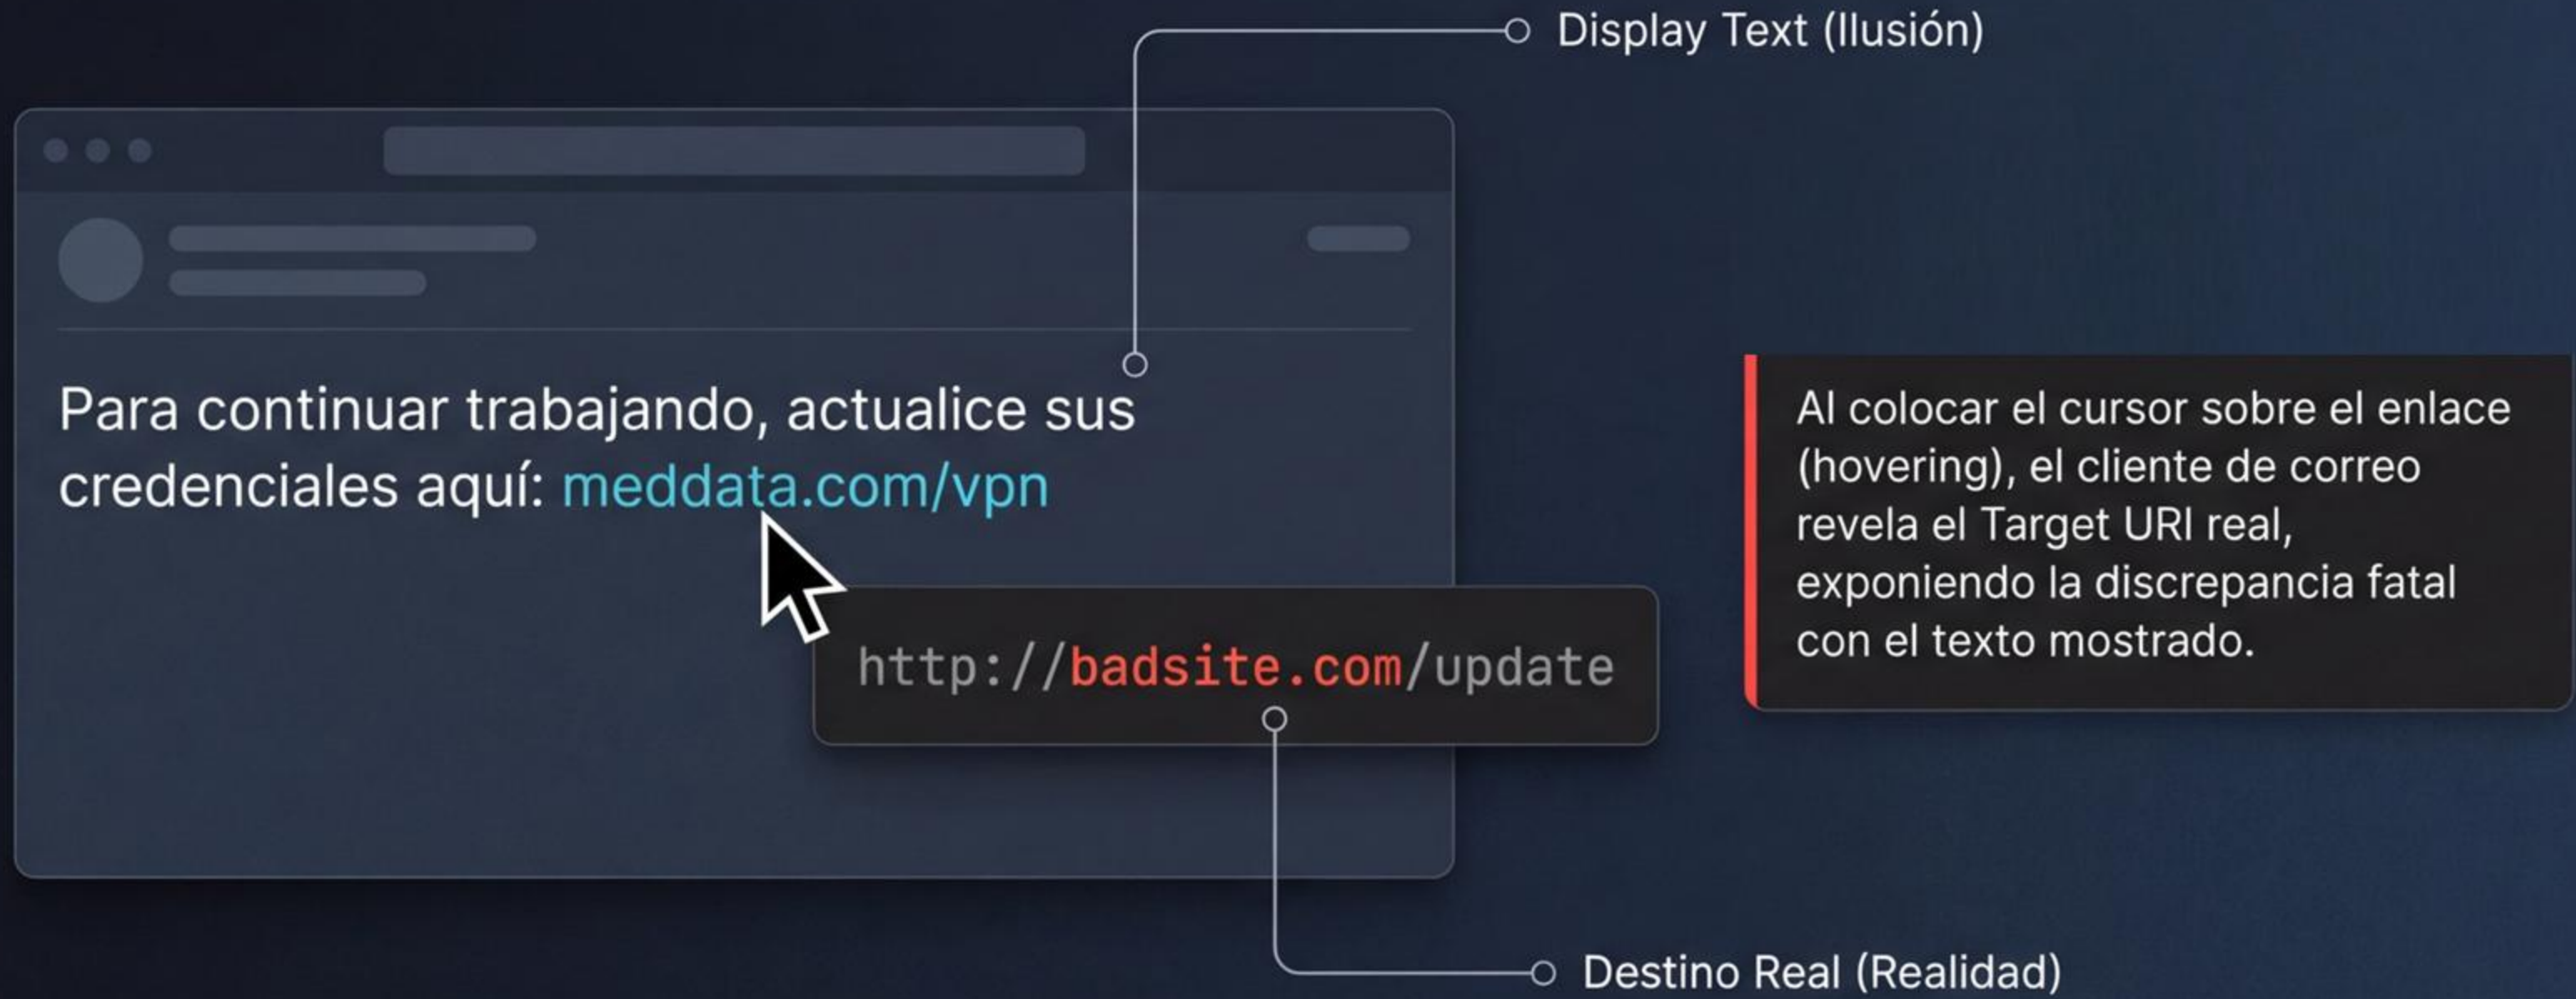 Display Text (Ilusión)
Para continuar trabajando, actualice sus
credenciales aquí: meddata.com/vpn
http://badsite.com/update
Al colocar el cursor sobre el enlace
(hovering), el cliente de correo
revela el Target URI real,
exponiendo la discrepancia fatal
con el texto mostrado.
Destino Real (Realidad)